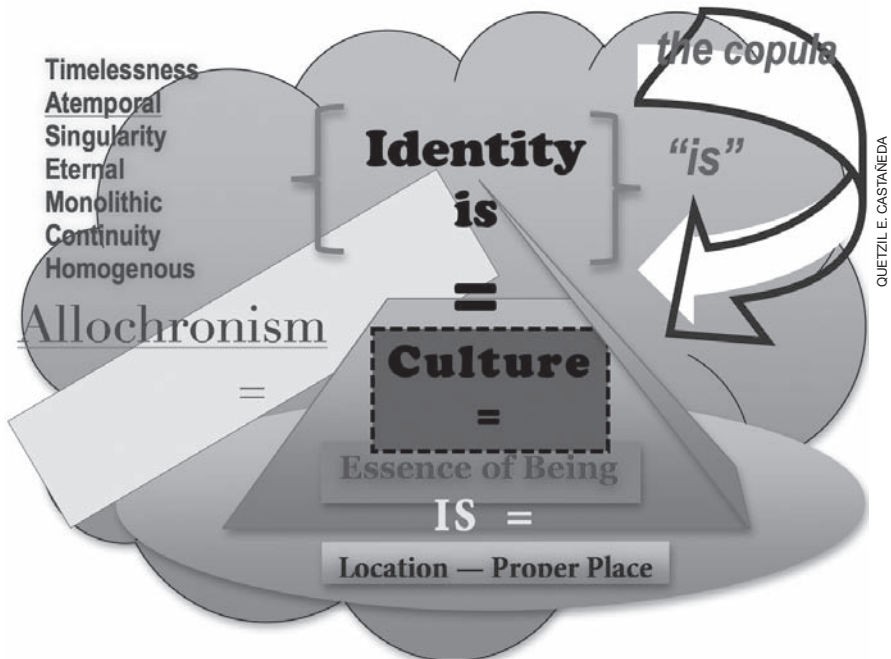 the copula
Timelessness
Atemporal
Singularity
Eternal
Monolithic
Continuity
Homogenous
Identity
is
“is”
=
Allochronism
=
Culture
=
Essence of Being
IS =
Location — Proper Place
QUETZIL E. CASTAÑEDA